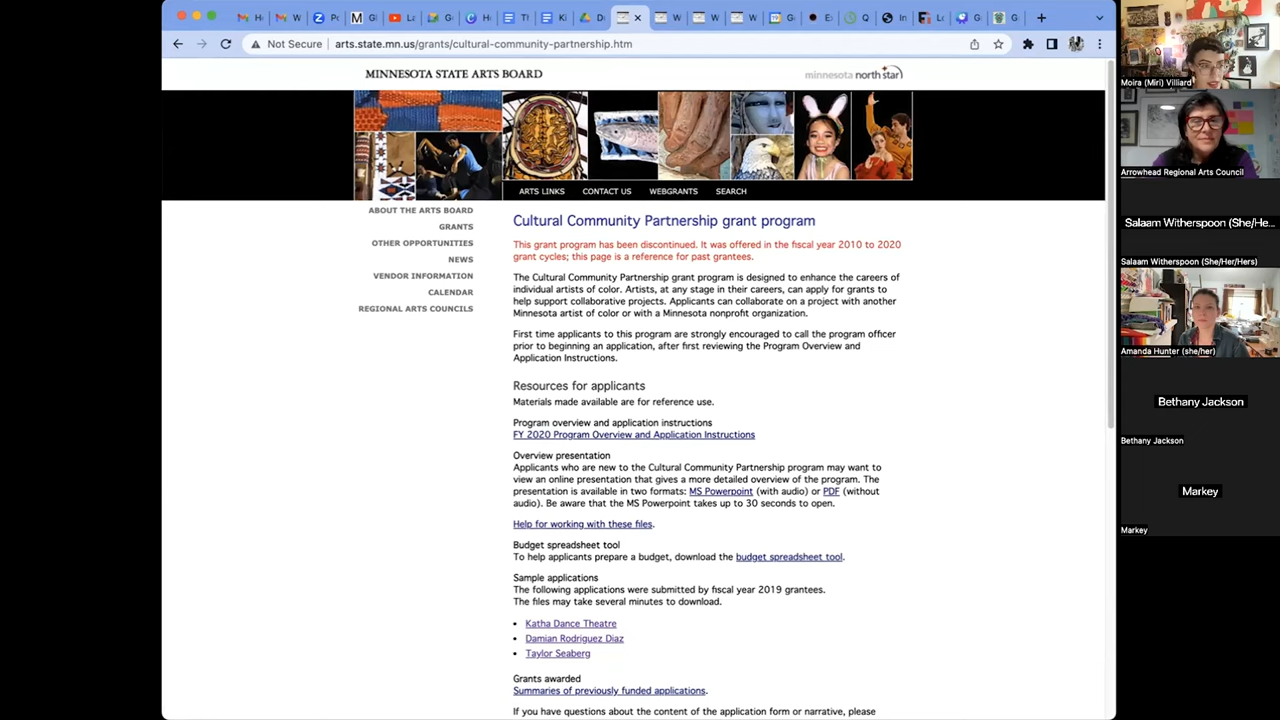 Not Secure
arts.state.mn.us/grants/cultural-community-partnership.htm
MINNESOTA STATE ARTS BOARD
minnesota north star
ARTS LINKS
CONTACT US
WEBGRANTS
SEARCH
ABOUT THE ARTS BOARD
GRANTS
OTHER OPPORTUNITIES
NEWS
VENDOR INFORMATION
CALENDAR
REGIONAL ARTS COUNCILS
Cultural Community Partnership grant program
This grant program has been discontinued. It was offered in the fiscal year 2010 to 2020
grant cycles; this page is a reference for past grantees.
The Cultural Community Partnership grant program is designed to enhance the careers of
individual artists of color. Artists, at any stage in their careers, can apply for grants to
help support collaborative projects. Applicants can collaborate on a project with another
Minnesota artist of color or with a Minnesota nonprofit organization.
First time applicants to this program are strongly encouraged to call the program officer
prior to beginning an application, after first reviewing the Program Overview and
Application Instructions.
Resources for applicants
Materials made available are for reference use.
Program overview and application instructions
FY 2020 Program Overview and Application Instructions
Overview presentation
Applicants who are new to the Cultural Community Partnership program may want to
view an online presentation that gives a more detailed overview of the program. The
presentation is available in two formats: MS Powerpoint (with audio) or PDF (without
audio). Be aware that the MS Powerpoint takes up to 30 seconds to open.
Help for working with these files.
Budget spreadsheet tool
To help applicants prepare a budget, download the budget spreadsheet tool.
Sample applications
The following applications were submitted by fiscal year 2019 grantees.
The files may take several minutes to download.
• Katha Dance Theatre
• Damian Rodriguez Diaz
• Taylor Seaberg
Grants awarded
Summaries of previously funded applications.
If you have questions about the content of the application form or narrative, please
Moira (Miri) Villiard
Arrowhead Regional Arts Council
Salaam Witherspoon (She/He...
Salaam Witherspoon (She/Her/Hers)
Amanda Hunter (she/her)
Bethany Jackson
Bethany Jackson
Markey
Markey